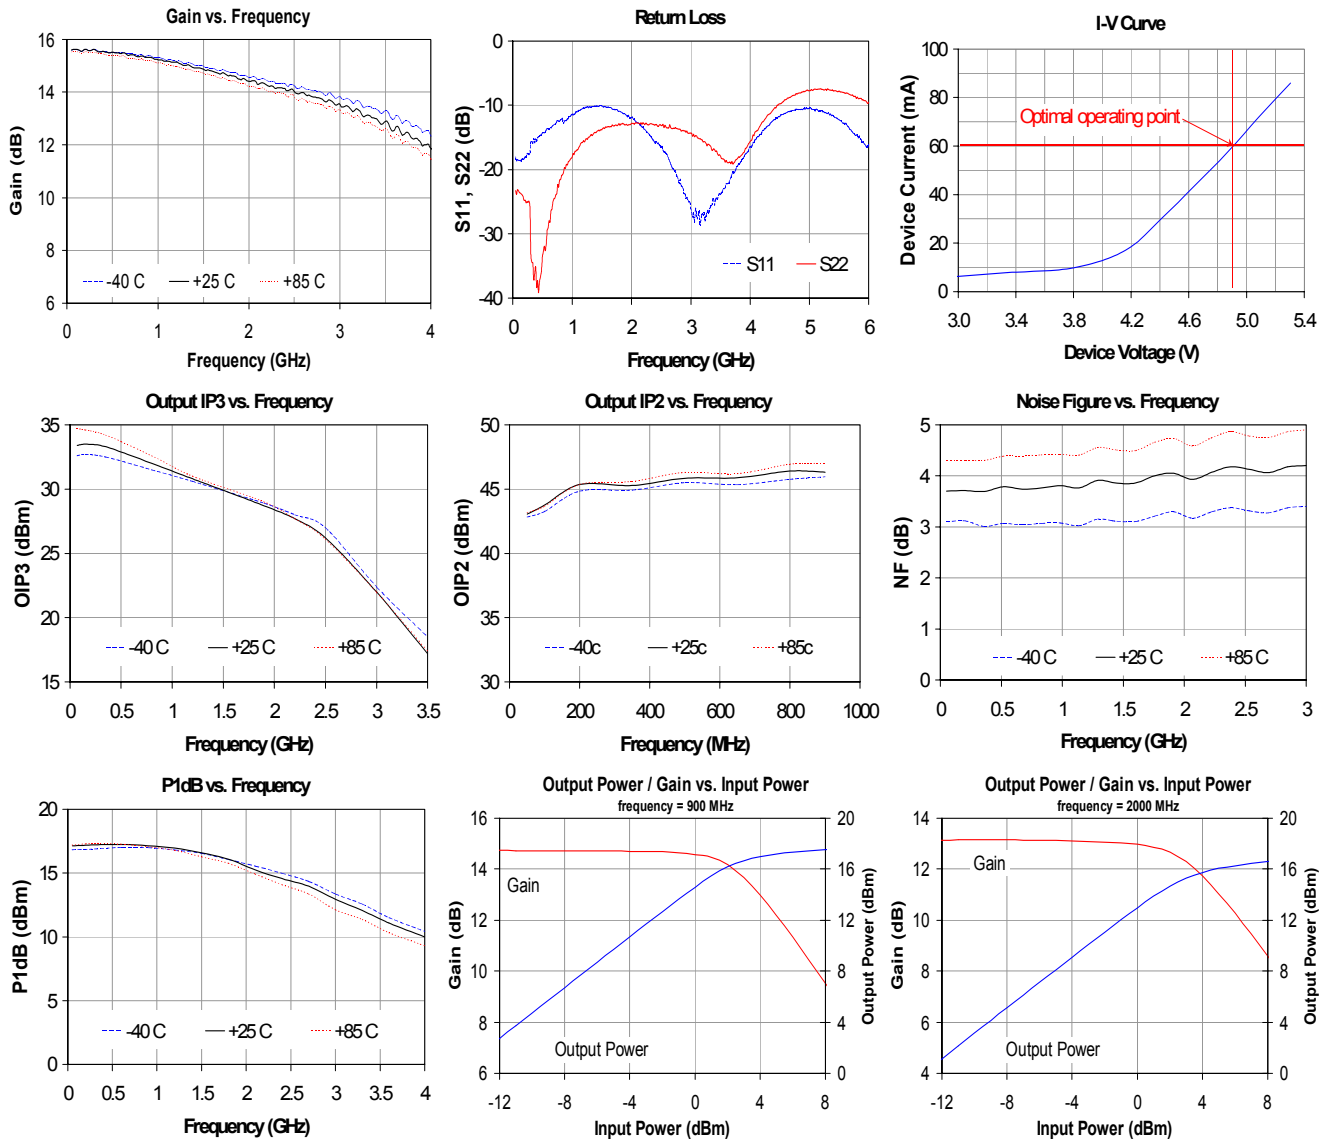 Gain vs. Frequency
16
14
12
10
8
6
Gain (dB)
-40 C
+25 C
+85 C
0 1 2 3 4
Frequency (GHz)
Return Loss
0
-10
-20
-30
-40
S11, S22 (dB)
S11
S22
0 1 2 3 4 5 6
Frequency (GHz)
I-V Curve
100
80
60
40
20
0
Device Current (mA)
Optimal operating point
3.0 3.4 3.8 4.2 4.6 5.0 5.4
Device Voltage (V)
Output IP3 vs. Frequency
35
30
25
20
15
OIP3 (dBm)
-40 C
+25 C
+85 C
0 0.5 1 1.5 2 2.5 3 3.5
Frequency (GHz)
Output IP2 vs. Frequency
50
45
40
35
30
OIP2 (dBm)
-40c
+25c
+85c
0 200 400 600 800 1000
Frequency (MHz)
Noise Figure vs. Frequency
5
4
3
2
1
0
NF (dB)
-40 C
+25 C
+85 C
0 0.5 1 1.5 2 2.5 3
Frequency (GHz)
P1dB vs. Frequency
20
15
10
5
0
P1dB (dBm)
-40 C
+25 C
+85 C
0 0.5 1 1.5 2 2.5 3 3.5 4
Frequency (GHz)
Output Power / Gain vs. Input Power
frequency = 900 MHz
16
14
12
10
8
6
Gain (dB)
Gain
Output Power
20
16
12
8
4
0
Output Power (dBm)
-12 -8 -4 0 4 8
Input Power (dBm)
Output Power / Gain vs. Input Power
frequency = 2000 MHz
14
12
10
8
6
4
Gain (dB)
Gain
Output Power
20
16
12
8
4
0
Output Power (dBm)
-12 -8 -4 0 4 8
Input Power (dBm)